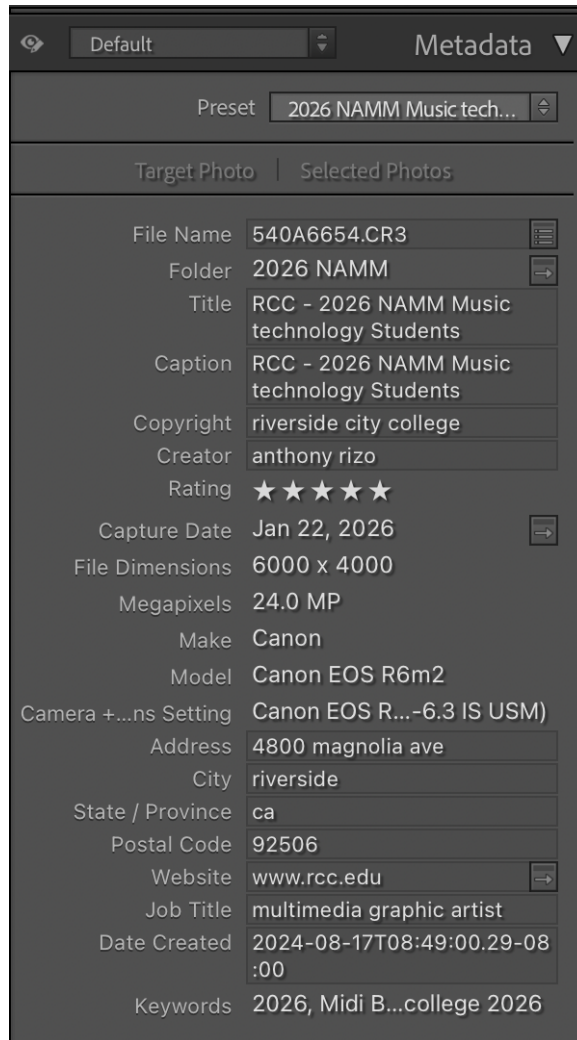 Default Metadata ▼
Preset 2026 NAMM Music tech...
Target Photo | Selected Photos
File Name 540A6654.CR3
Folder 2026 NAMM
Title RCC - 2026 NAMM Music
technology Students
Caption RCC - 2026 NAMM Music
technology Students
Copyright riverside city college
Creator anthony rizo
Rating ★★★★★
Capture Date Jan 22, 2026
File Dimensions 6000 x 4000
Megapixels 24.0 MP
Make Canon
Model Canon EOS R6m2
Camera +...ns Setting Canon EOS R...-6.3 IS USM)
Address 4800 magnolia ave
City riverside
State / Province ca
Postal Code 92506
Website www.rcc.edu
Job Title multimedia graphic artist
Date Created 2024-08-17T08:49:00.29-08
:00
Keywords 2026, Midi B...college 2026